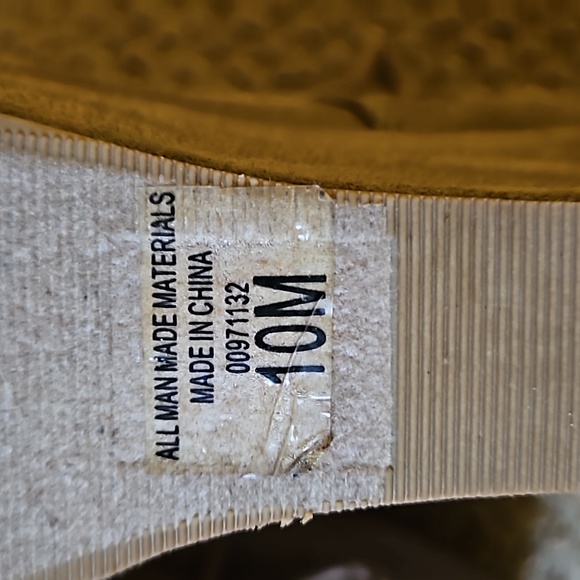 ALL MAN MADE MATERIALS
MADE IN CHINA
00971132
10M